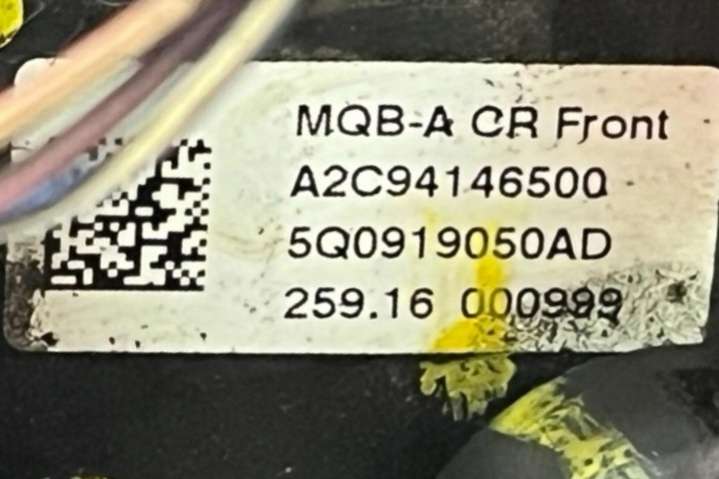 MQB-A CR Front
A2C94146500
5Q0919050AD
259.16 000999